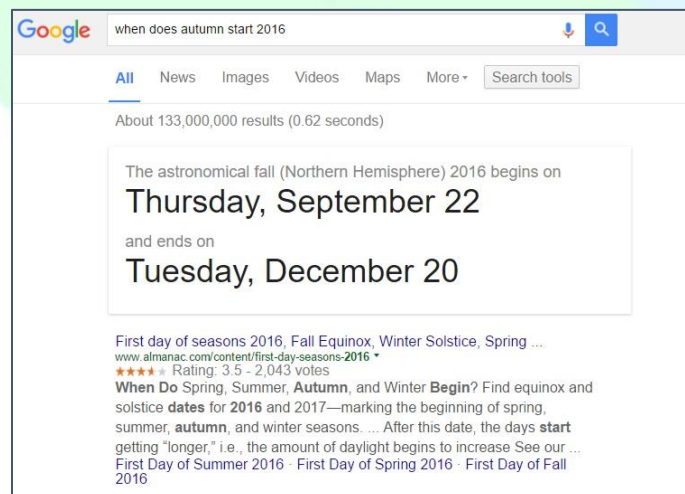 Google when does autumn start 2016
All News Images Videos Maps More Search tools
About 133,000,000 results (0.62 seconds)
The astronomical fall (Northern Hemisphere) 2016 begins on
Thursday, September 22
and ends on
Tuesday, December 20
First day of seasons 2016, Fall Equinox, Winter Solstice, Spring ...
www.almanac.com/content/first-day-seasons-2016
Rating: 3.5 - 2,043 votes
When Do Spring, Summer, Autumn, and Winter Begin? Find equinox and
solstice dates for 2016 and 2017—marking the beginning of spring,
summer, autumn, and winter seasons. ... After this date, the days start
getting "longer," i.e., the amount of daylight begins to increase See our ...
First Day of Summer 2016 · First Day of Spring 2016 · First Day of Fall
2016